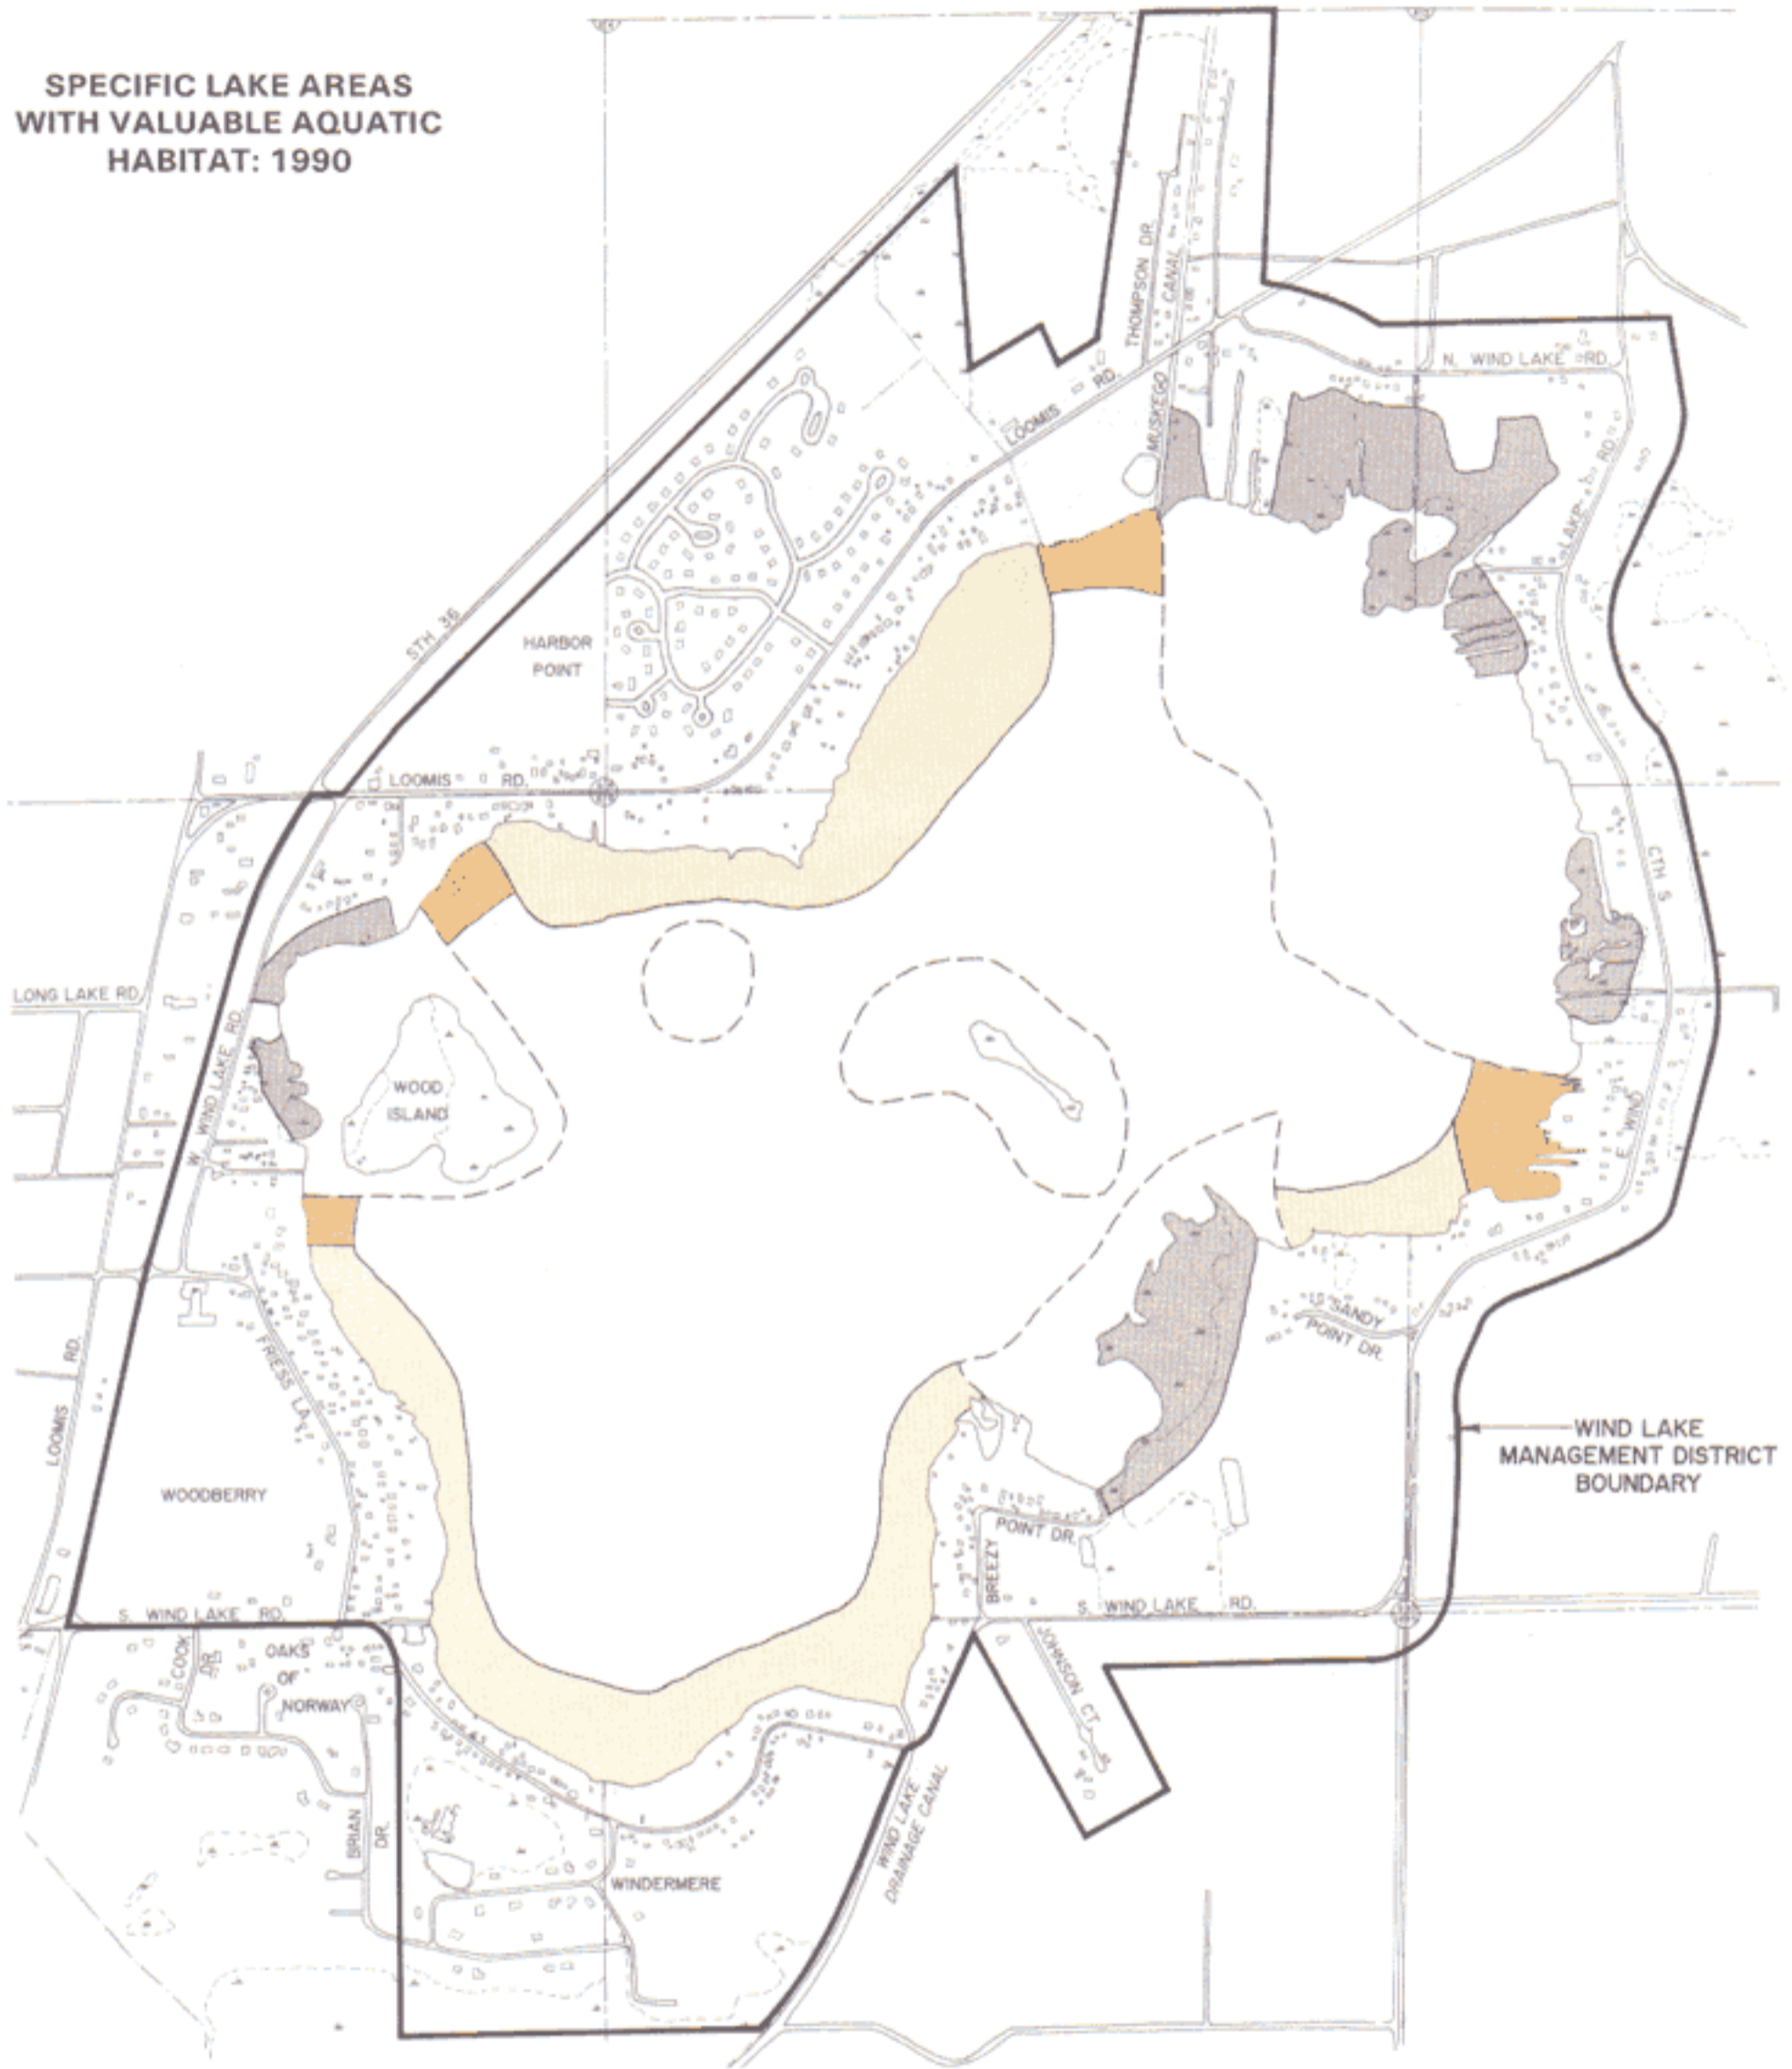 SPECIFIC LAKE AREAS
WITH VALUABLE AQUATIC
HABITAT: 1990
THOMPSON DR.
MUSKEGO CANAL
N. WIND LAKE RD.
LOOMIS RD.
LAKE RD.
STH 36
HARBOR
POINT
LOOMIS RD.
CTH S
LONG LAKE RD.
W. WIND LAKE RD.
WOOD
ISLAND
E. WIND
SANDY
POINT DR.
LOOMIS RD.
FRIESS LA.
WIND LAKE
MANAGEMENT DISTRICT
BOUNDARY
WOODBERRY
POINT DR.
BREEZY
S. WIND LAKE RD.
S. WIND LAKE RD.
COOK
DR.
OAKS
OF
NORWAY
JOHNSON CT.
BRIAN
DR.
WIND LAKE
DRAINAGE CANAL
WINDERMERE